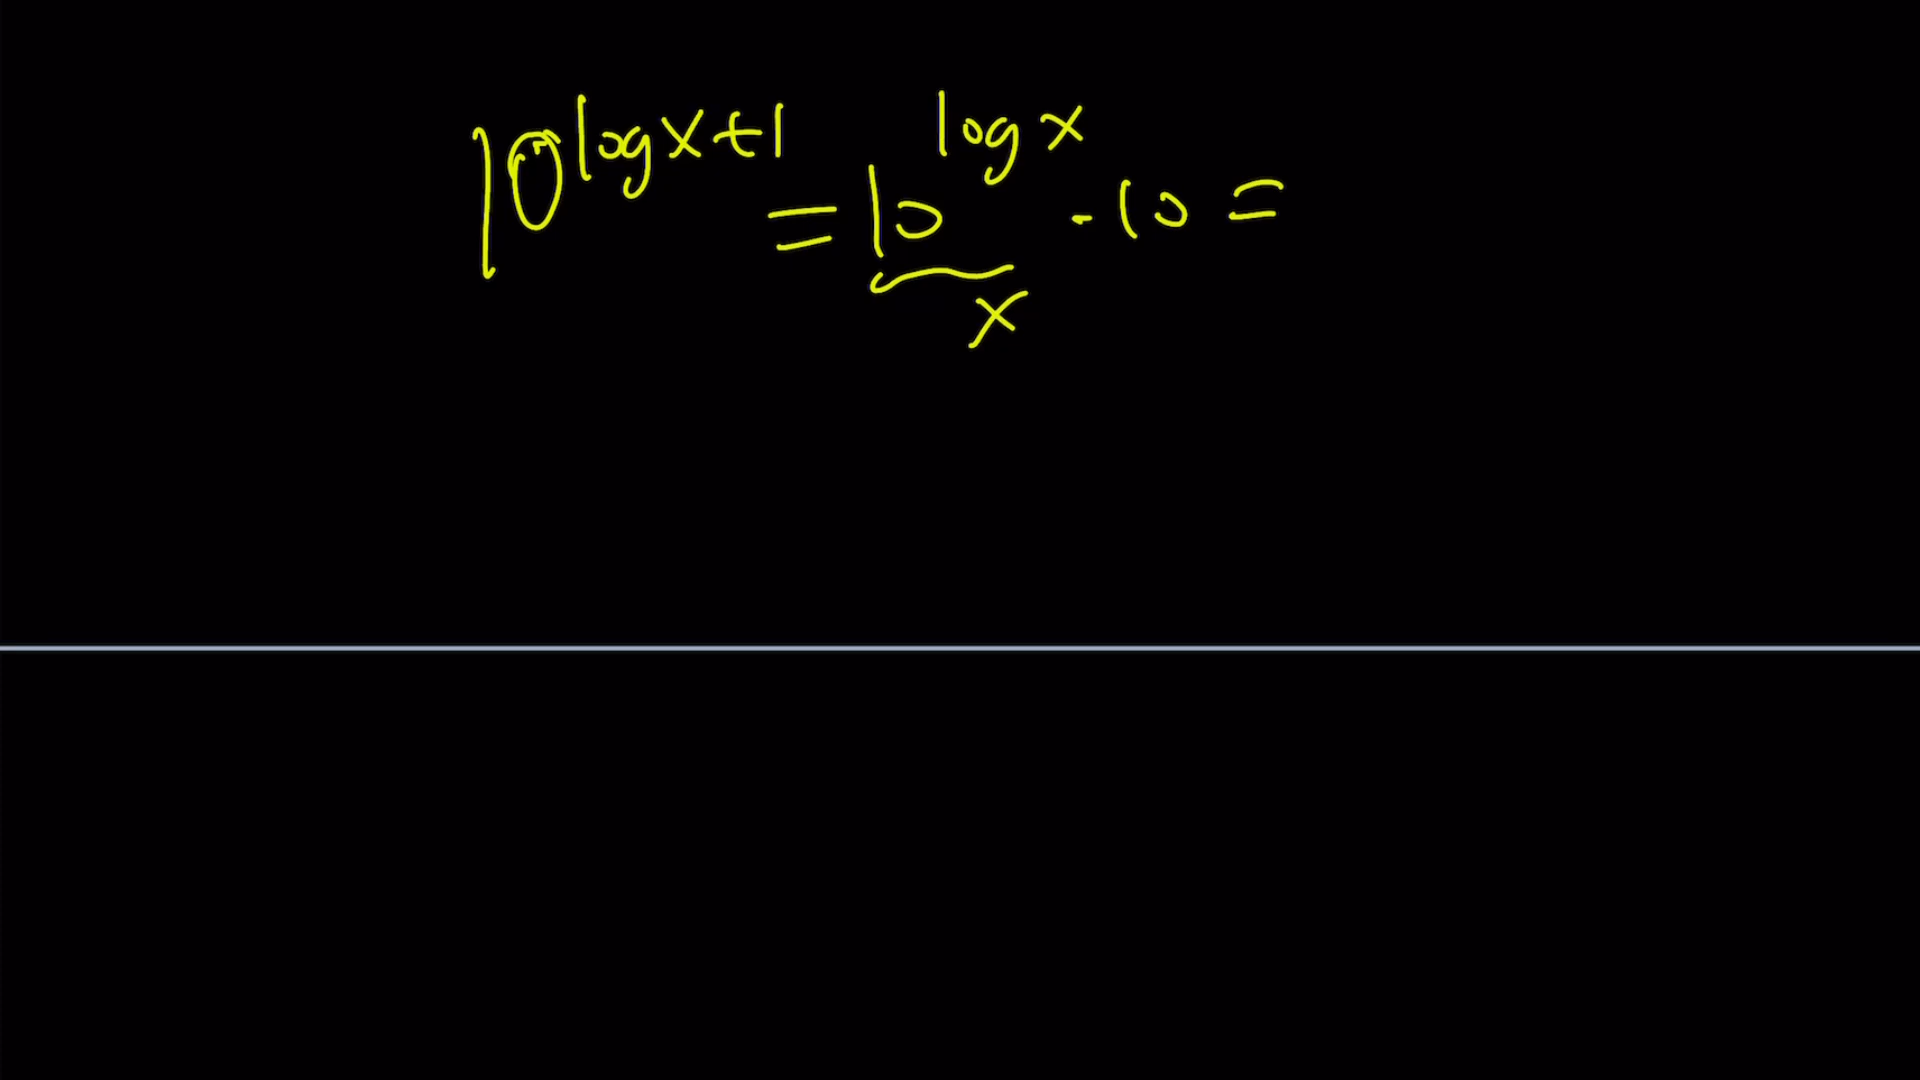 10^{log x+1} = 10^{log x} · 10 =
x